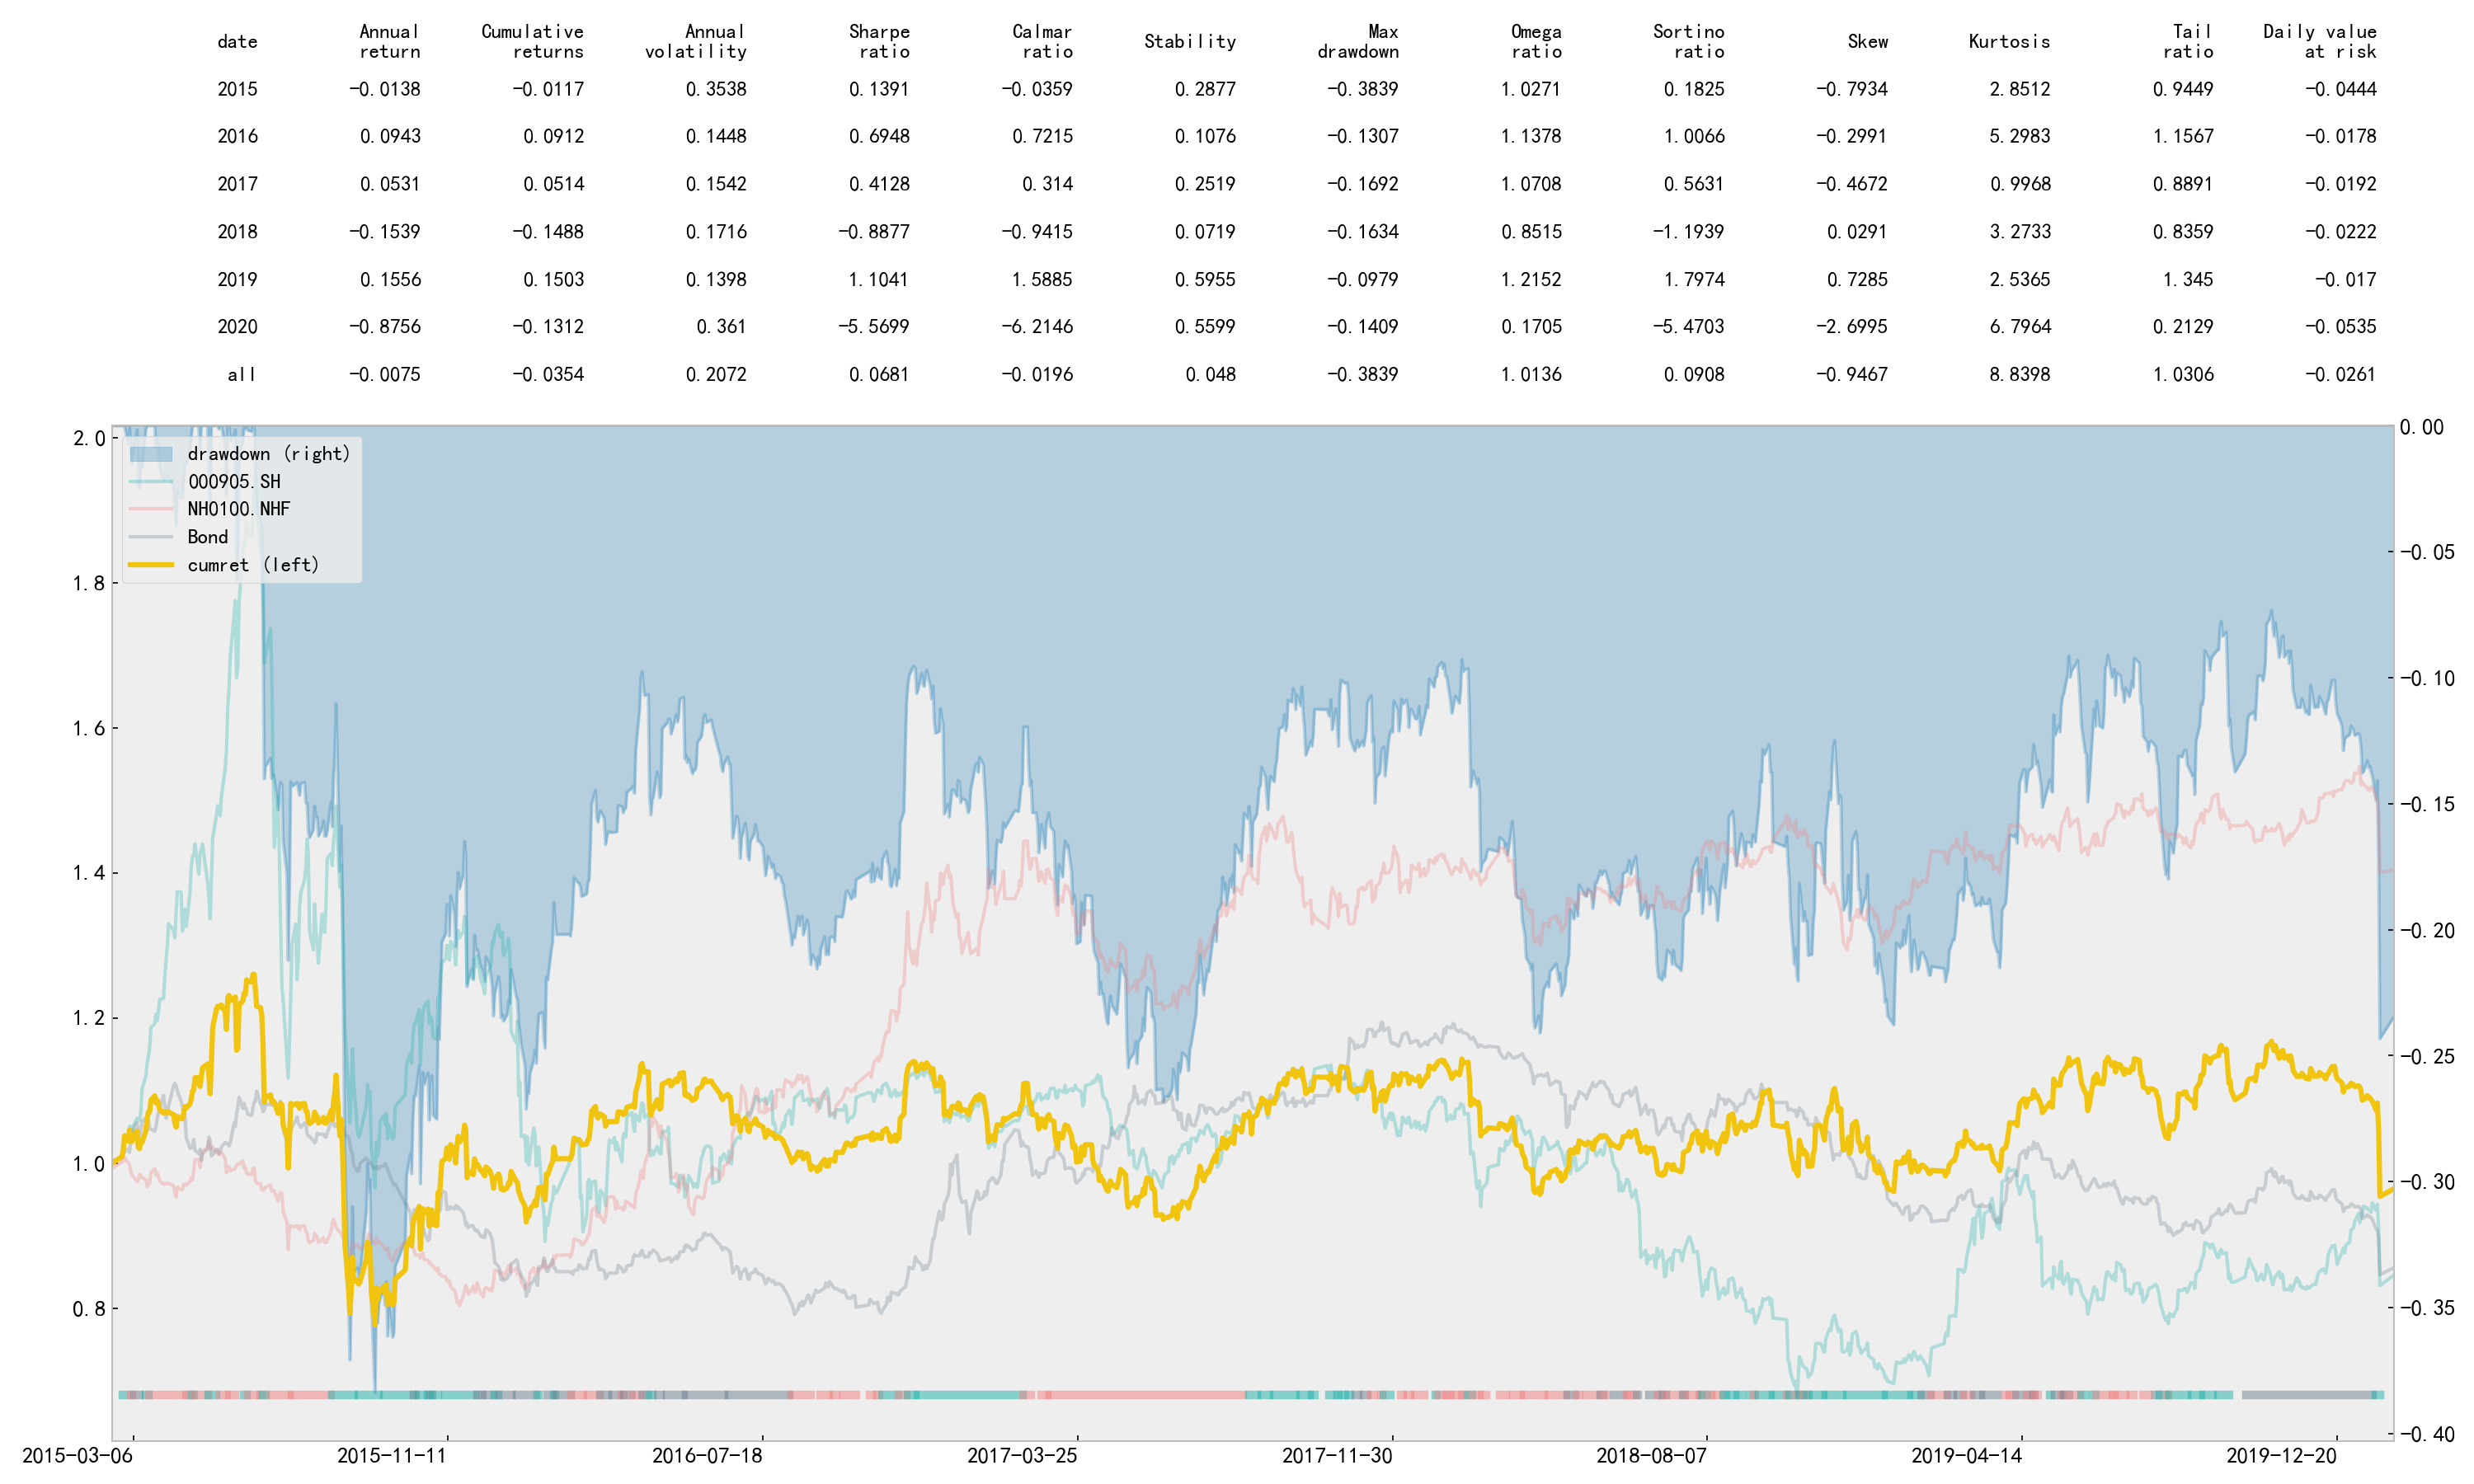 date Annual return Cumulative returns Annual volatility Sharpe ratio Calmar ratio Stability Max drawdown Omega ratio Sortino ratio Skew Kurtosis Tail ratio Daily value at risk
2015 −0.0138 −0.0117 0.3538 0.1391 −0.0359 0.2877 −0.3839 1.0271 0.1825 −0.7934 2.8512 0.9449 −0.0444
2016 0.0943 0.0912 0.1448 0.6948 0.7215 0.1076 −0.1307 1.1378 1.0066 −0.2991 5.2983 1.1567 −0.0178
2017 0.0531 0.0514 0.1542 0.4128 0.314 0.2519 −0.1692 1.0708 0.5631 −0.4672 0.9968 0.8891 −0.0192
2018 −0.1539 −0.1488 0.1716 −0.8877 −0.9415 0.0719 −0.1634 0.8515 −1.1939 0.0291 3.2733 0.8359 −0.0222
2019 0.1556 0.1503 0.1398 1.1041 1.5885 0.5955 −0.0979 1.2152 1.7974 0.7285 2.5365 1.345 −0.017
2020 −0.8756 −0.1312 0.361 −5.5699 −6.2146 0.5599 −0.1409 0.1705 −5.4703 −2.6995 6.7964 0.2129 −0.0535
all −0.0075 −0.0354 0.2072 0.0681 −0.0196 0.048 −0.3839 1.0136 0.0908 −0.9467 8.8398 1.0306 −0.0261
2.0
1.8
1.6
1.4
1.2
1.0
0.8
drawdown (right)
000905.SH
NH0100.NHF
Bond
cumret (left)
0.00
−0.05
−0.10
−0.15
−0.20
−0.25
−0.30
−0.35
−0.40
2015−03−06 2015−11−11 2016−07−18 2017−03−25 2017−11−30 2018−08−07 2019−04−14 2019−12−20